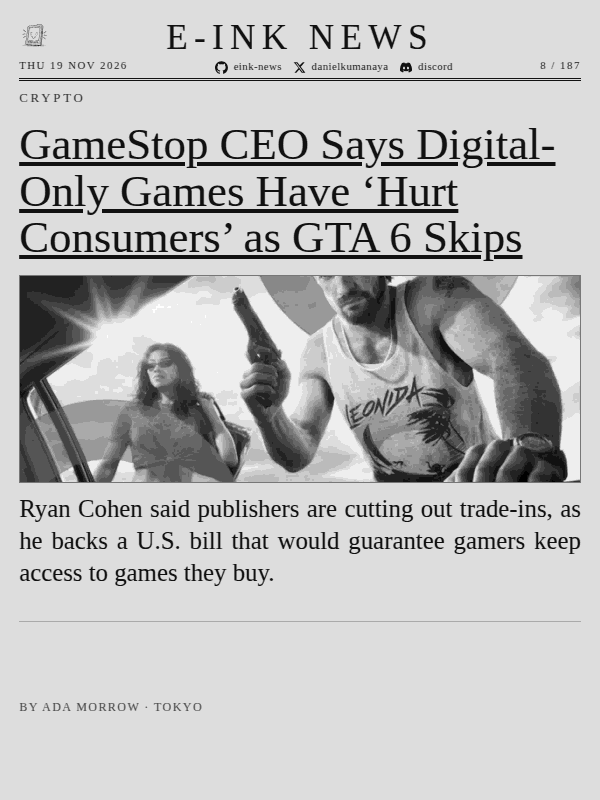 E-INK NEWS
THU 19 NOV 2026
eink-news danielkumanaya discord
8 / 187
CRYPTO
GameStop CEO Says Digital-
Only Games Have ‘Hurt
Consumers’ as GTA 6 Skips
LEONIDA
Ryan Cohen said publishers are cutting out trade-ins, as
he backs a U.S. bill that would guarantee gamers keep
access to games they buy.
BY ADA MORROW · TOKYO